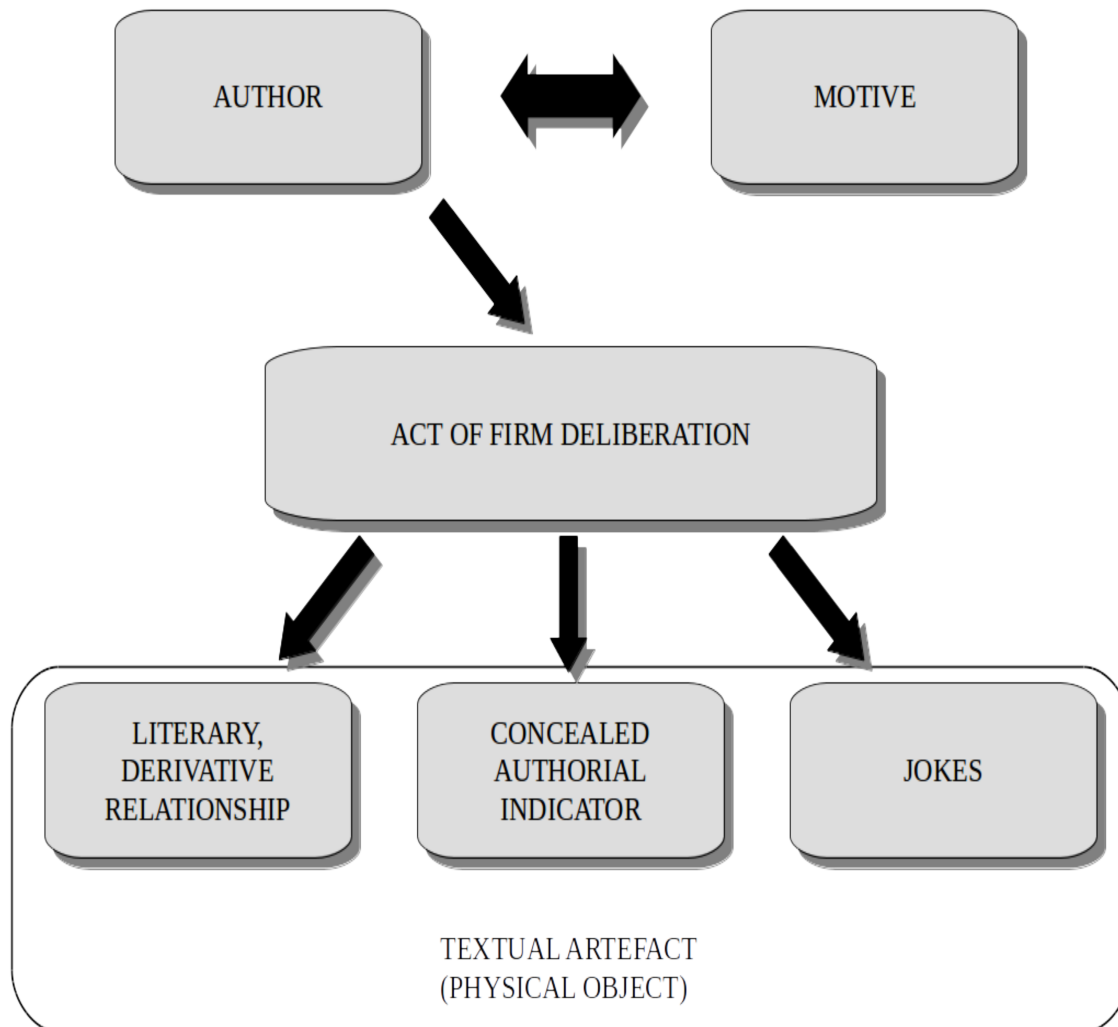 AUTHOR
MOTIVE
ACT OF FIRM DELIBERATION
LITERARY,
DERIVATIVE
RELATIONSHIP
CONCEALED
AUTHORIAL
INDICATOR
JOKES
TEXTUAL ARTEFACT
(PHYSICAL OBJECT)